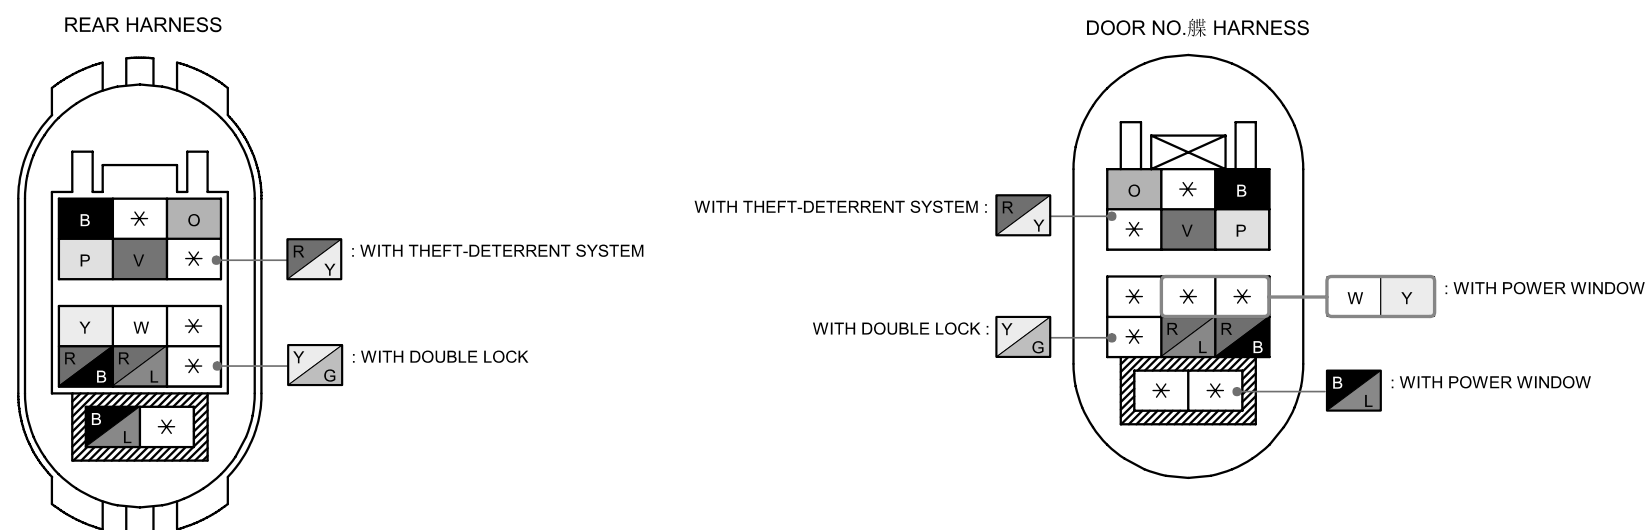 REAR HARNESS
B * O
P V *
R Y : WITH THEFT-DETERRENT SYSTEM
Y W *
R B R L *
Y G : WITH DOUBLE LOCK
B L *
DOOR NO.艓 HARNESS
O * B
WITH THEFT-DETERRENT SYSTEM : R Y
* V P
* * *
W Y : WITH POWER WINDOW
WITH DOUBLE LOCK : Y G
* R L R B
* *
B L : WITH POWER WINDOW